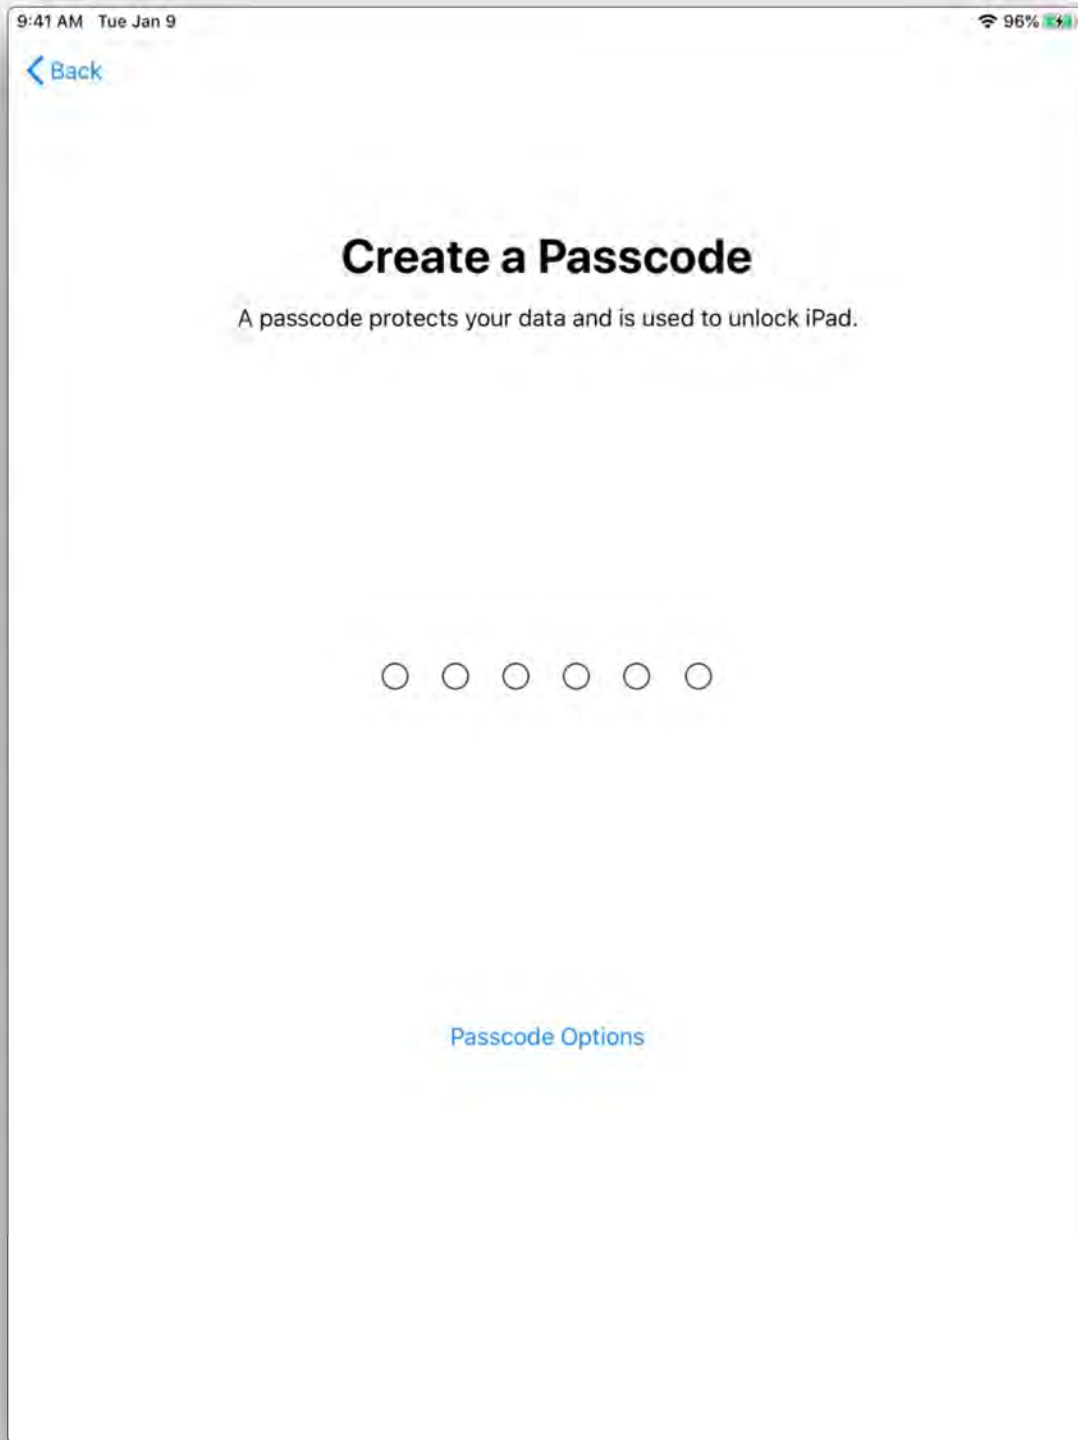 9:41 AM Tue Jan 9 96%
Back
Create a Passcode
A passcode protects your data and is used to unlock iPad.
Passcode Options